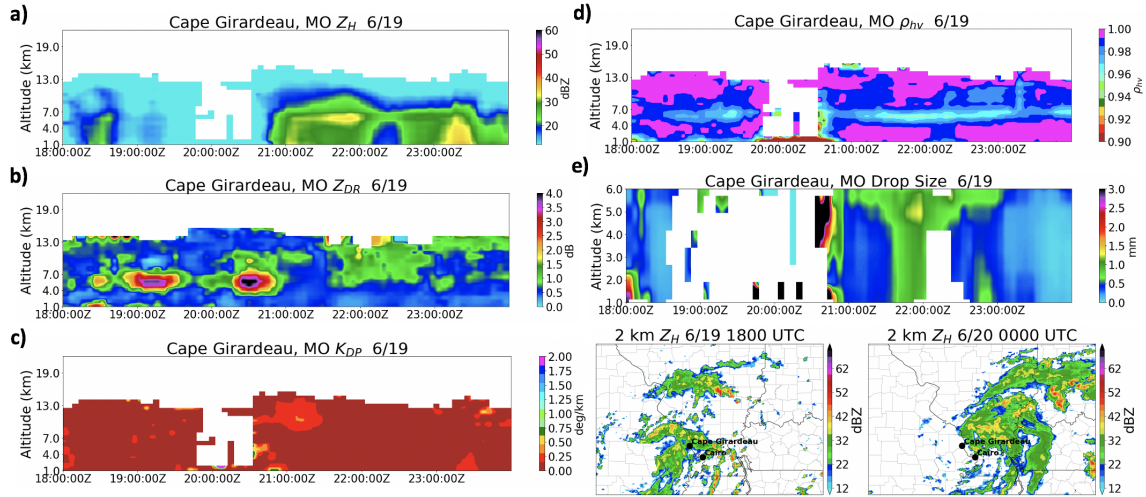 a)
Cape Girardeau, MO Z_H 6/19
Altitude (km)
19.0
13.0
7.0
4.0
1.0
18:00:00Z 19:00:00Z 20:00:00Z 21:00:00Z 22:00:00Z 23:00:00Z
60
50
40
30
20
10
dBZ
b)
Cape Girardeau, MO Z_DR 6/19
Altitude (km)
19.0
13.0
7.0
4.0
1.0
18:00:00Z 19:00:00Z 20:00:00Z 21:00:00Z 22:00:00Z 23:00:00Z
4.0
3.5
3.0
2.5
2.0
1.5
1.0
0.5
0.0
dB
c)
Cape Girardeau, MO K_DP 6/19
Altitude (km)
19.0
13.0
7.0
4.0
1.0
18:00:00Z 19:00:00Z 20:00:00Z 21:00:00Z 22:00:00Z 23:00:00Z
2.00
1.75
1.50
1.25
1.00
0.75
0.50
0.25
0.00
deg/km
d)
Cape Girardeau, MO ρ_hv 6/19
Altitude (km)
19.0
13.0
7.0
4.0
1.0
18:00:00Z 19:00:00Z 20:00:00Z 21:00:00Z 22:00:00Z 23:00:00Z
1.00
0.98
0.96
0.94
0.92
0.90
ρ_hv
e)
Cape Girardeau, MO Drop Size 6/19
Altitude (km)
6.0
5.0
4.0
3.0
2.0
1.0
18:00:00Z 19:00:00Z 20:00:00Z 21:00:00Z 22:00:00Z 23:00:00Z
3.0
2.5
2.0
1.5
1.0
0.5
0.0
mm
2 km Z_H 6/19 1800 UTC
Cape Girardeau
Cairo
62
52
42
32
22
12
dBZ
2 km Z_H 6/20 0000 UTC
Cape Girardeau
Cairo
62
52
42
32
22
12
dBZ